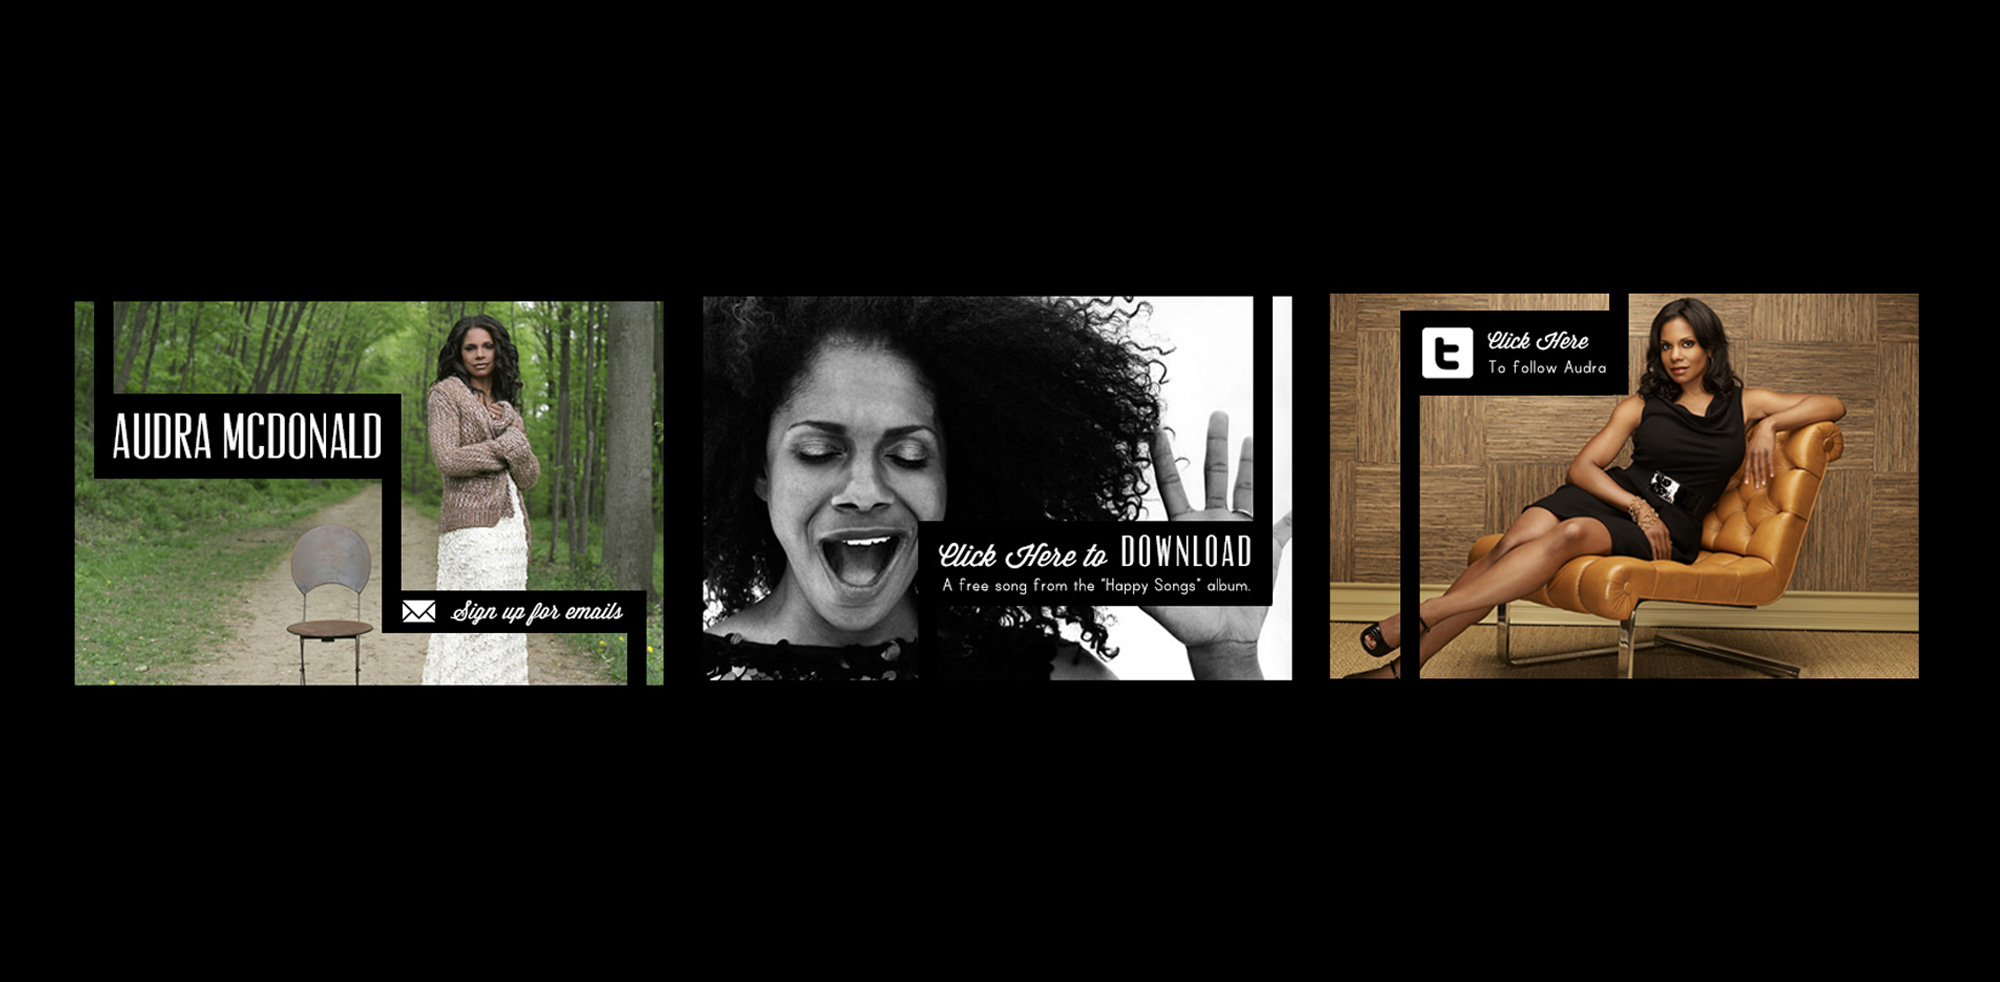 AUDRA MCDONALD
Sign up for emails
Click Here to DOWNLOAD
A free song from the "Happy Songs" album.
t
Click Here
To follow Audra